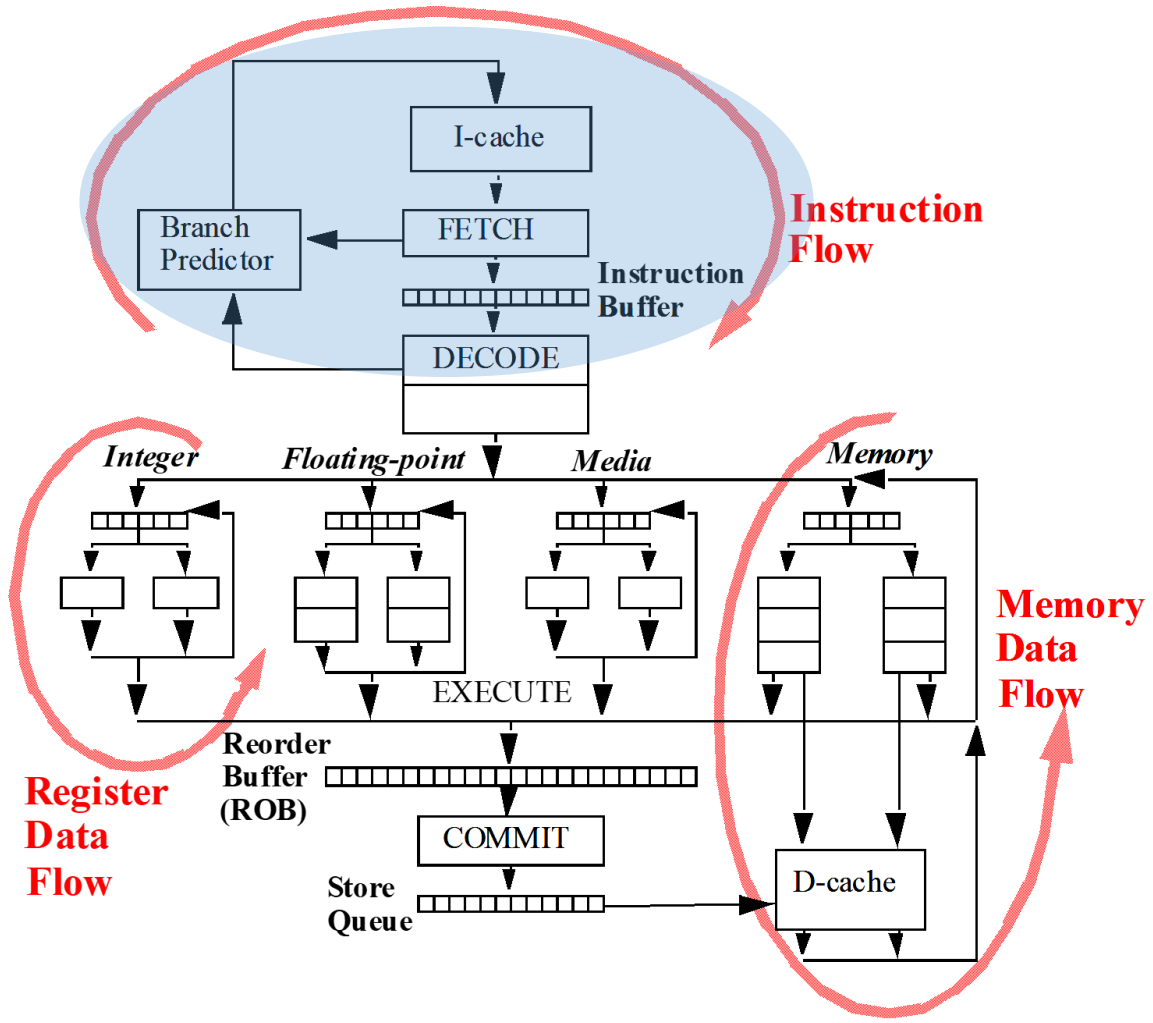 I-cache
Branch
Predictor
FETCH
Instruction
Flow
Instruction
Buffer
DECODE
Integer
Floating-point
Media
Memory
Memory
Data
Flow
EXECUTE
Reorder
Buffer
(ROB)
Register
Data
Flow
COMMIT
Store
Queue
D-cache